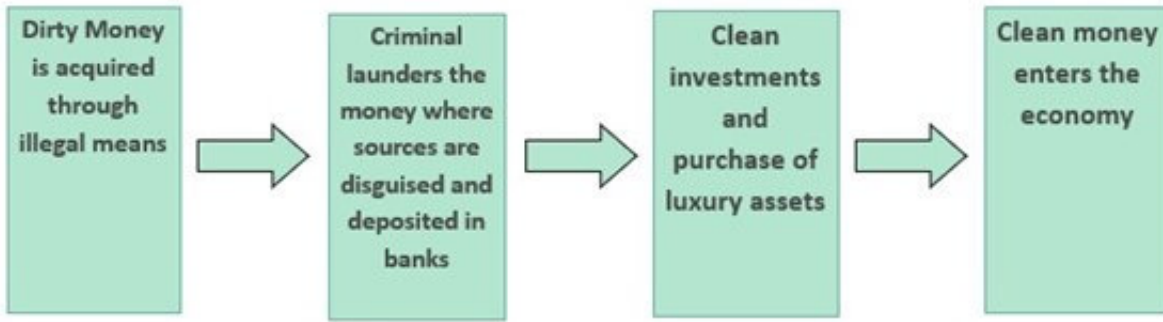 Dirty Money
is acquired
through
illegal means
Criminal
launders the
money where
sources are
disguised and
deposited in
banks
Clean
investments
and
purchase of
luxury assets
Clean money
enters the
economy